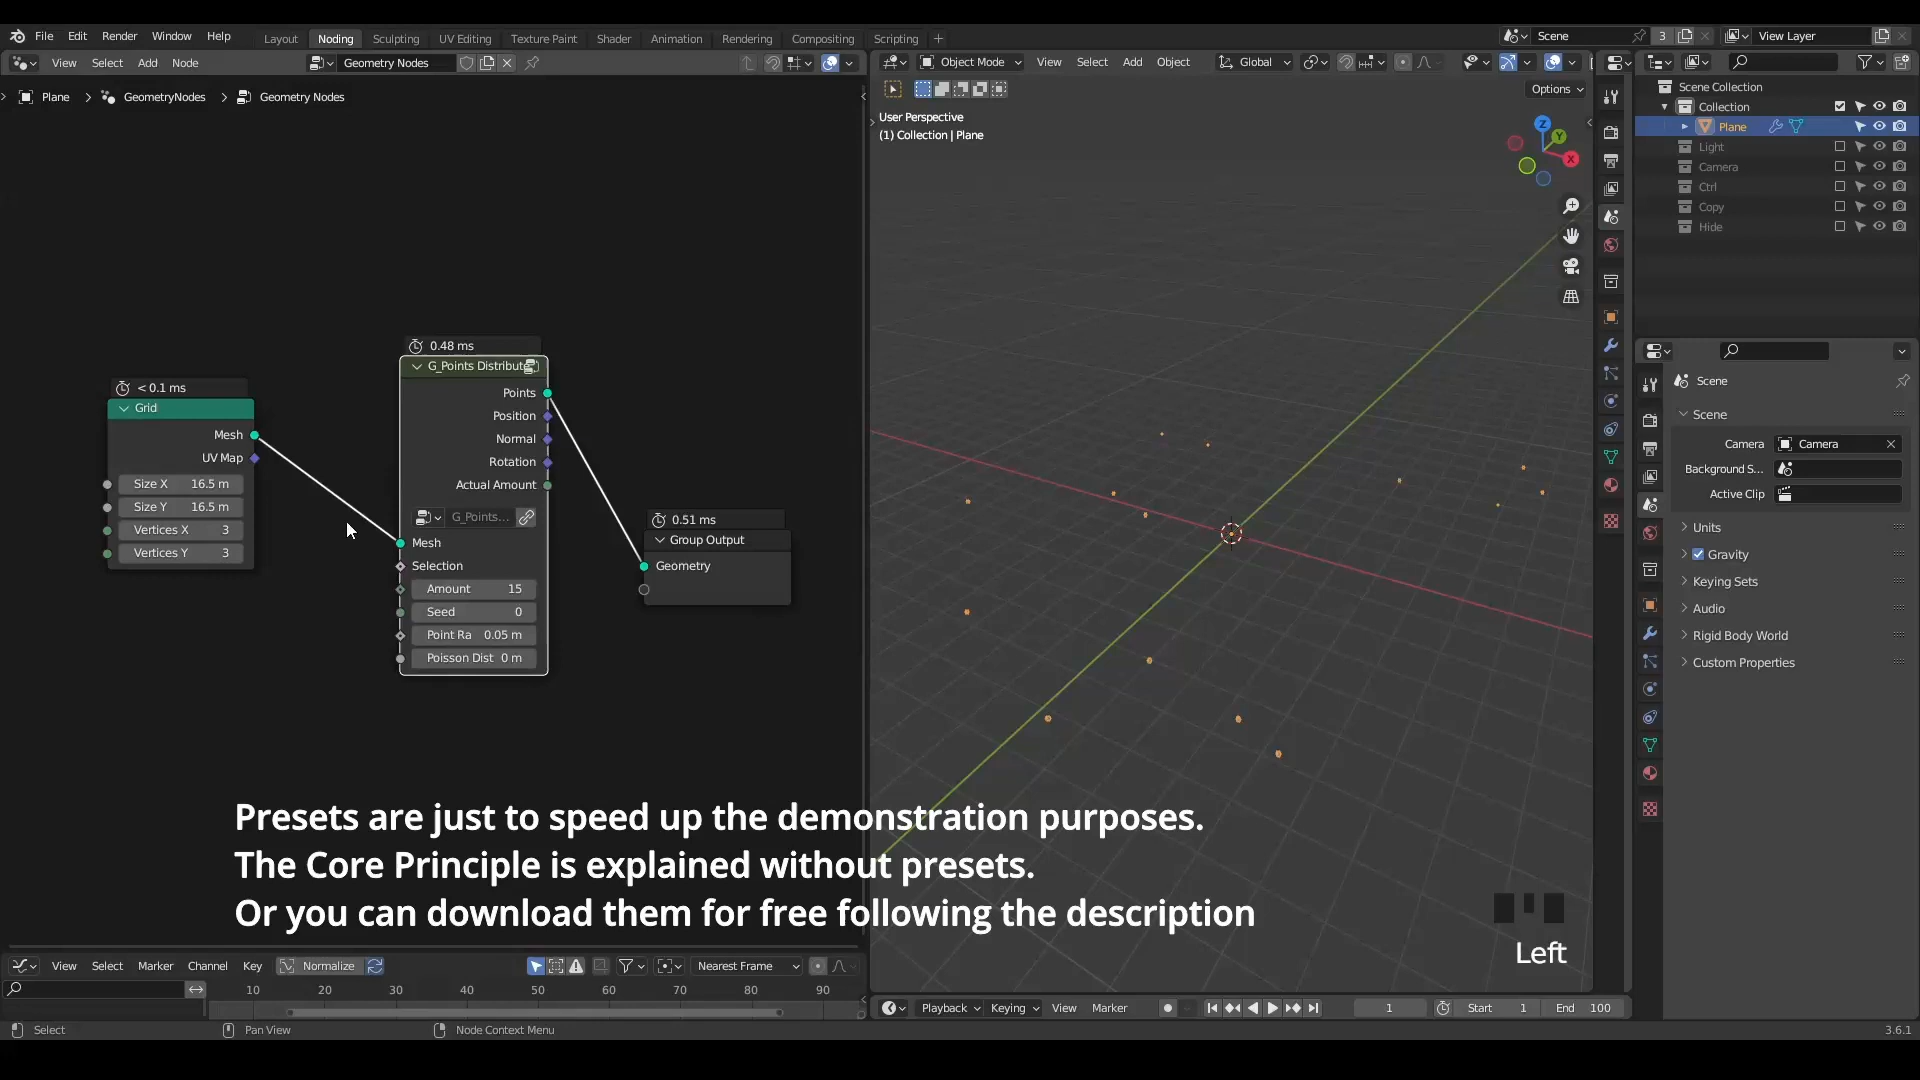 File Edit Render Window Help Layout Noding Sculpting UV Editing Texture Paint Shader Animation Rendering Compositing Scripting + Scene 3 View Layer
View Select Add Node Geometry Nodes Object Mode View Select Add Object Global
Plane > GeometryNodes > Geometry Nodes
Options
User Perspective
(1) Collection | Plane
Z
Y
X
Scene Collection
Collection
Plane
Light
Camera
Ctrl
Copy
Hide
< 0.1 ms
Grid
Mesh
UV Map
Size X 16.5 m
Size Y 16.5 m
Vertices X 3
Vertices Y 3
0.48 ms
G_Points Distribut
Points
Position
Normal
Rotation
Actual Amount
G_Points...
Mesh
Selection
Amount 15
Seed 0
Point Ra 0.05 m
Poisson Dist 0 m
0.51 ms
Group Output
Geometry
Scene
Scene
Camera Camera
Background S...
Active Clip
Units
Gravity
Keying Sets
Audio
Rigid Body World
Custom Properties
Presets are just to speed up the demonstration purposes.
The Core Principle is explained without presets.
Or you can download them for free following the description
Left
View Select Marker Channel Key Normalize Nearest Frame
10 20 30 40 50 60 70 80 90
Playback Keying View Marker 1 Start 1 End 100
Select Pan View Node Context Menu 3.6.1